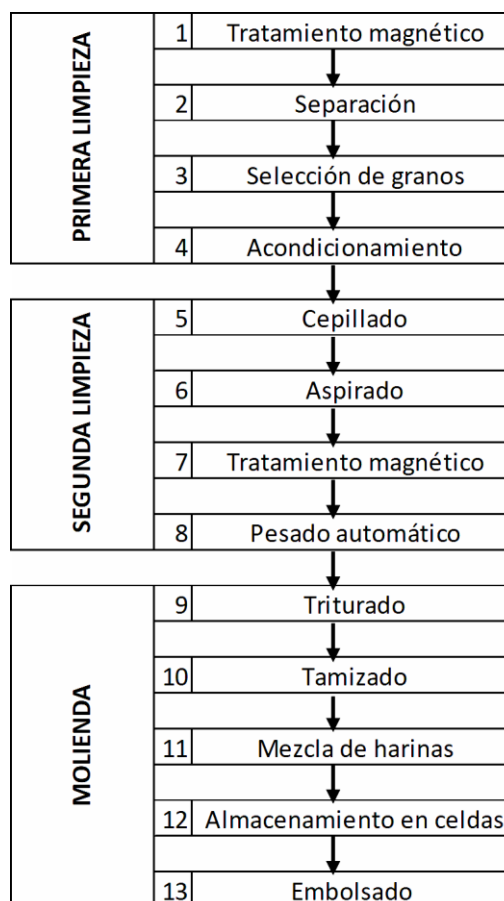 PRIMERA LIMPIEZA
1 Tratamiento magnético
2 Separación
3 Selección de granos
4 Acondicionamiento
SEGUNDA LIMPIEZA
5 Cepillado
6 Aspirado
7 Tratamiento magnético
8 Pesado automático
MOLIENDA
9 Triturado
10 Tamizado
11 Mezcla de harinas
12 Almacenamiento en celdas
13 Embolsado